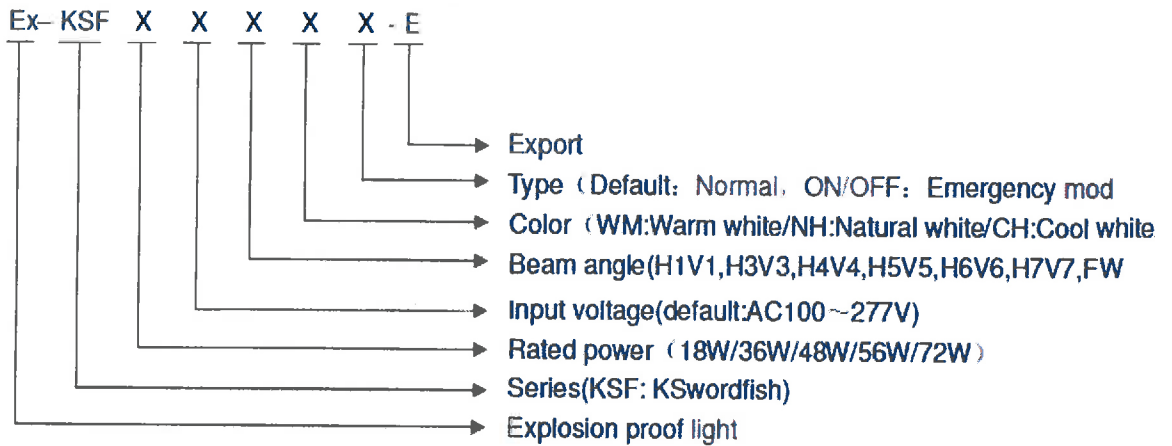 Ex- KSF X X X X X - E
Export
Type (Default: Normal, ON/OFF: Emergency mod
Color (WM:Warm white/NH:Natural white/CH:Cool white
Beam angle(H1V1,H3V3,H4V4,H5V5,H6V6,H7V7,FW
Input voltage(default:AC100~277V)
Rated power (18W/36W/48W/56W/72W)
Series(KSF: KSwordfish)
Explosion proof light